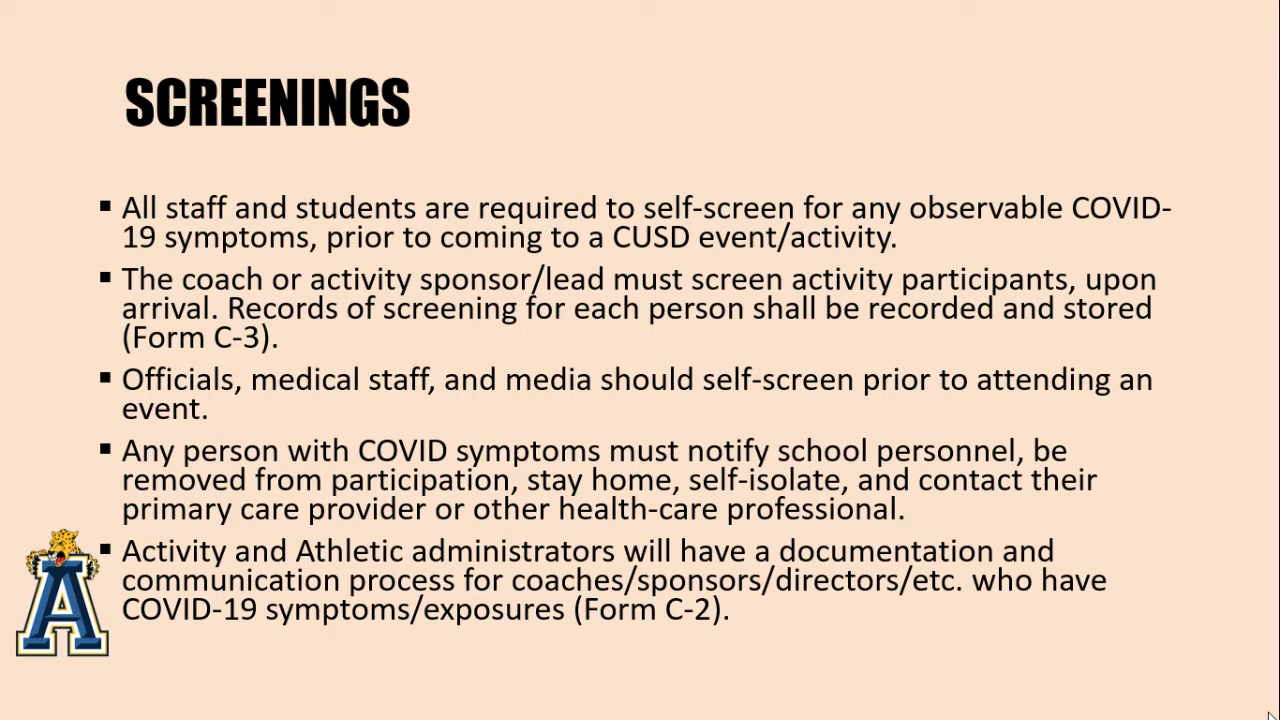 SCREENINGS
▪ All staff and students are required to self-screen for any observable COVID-
19 symptoms, prior to coming to a CUSD event/activity.
▪ The coach or activity sponsor/lead must screen activity participants, upon
arrival. Records of screening for each person shall be recorded and stored
(Form C-3).
▪ Officials, medical staff, and media should self-screen prior to attending an
event.
▪ Any person with COVID symptoms must notify school personnel, be
removed from participation, stay home, self-isolate, and contact their
primary care provider or other health-care professional.
▪ Activity and Athletic administrators will have a documentation and
communication process for coaches/sponsors/directors/etc. who have
COVID-19 symptoms/exposures (Form C-2).
A